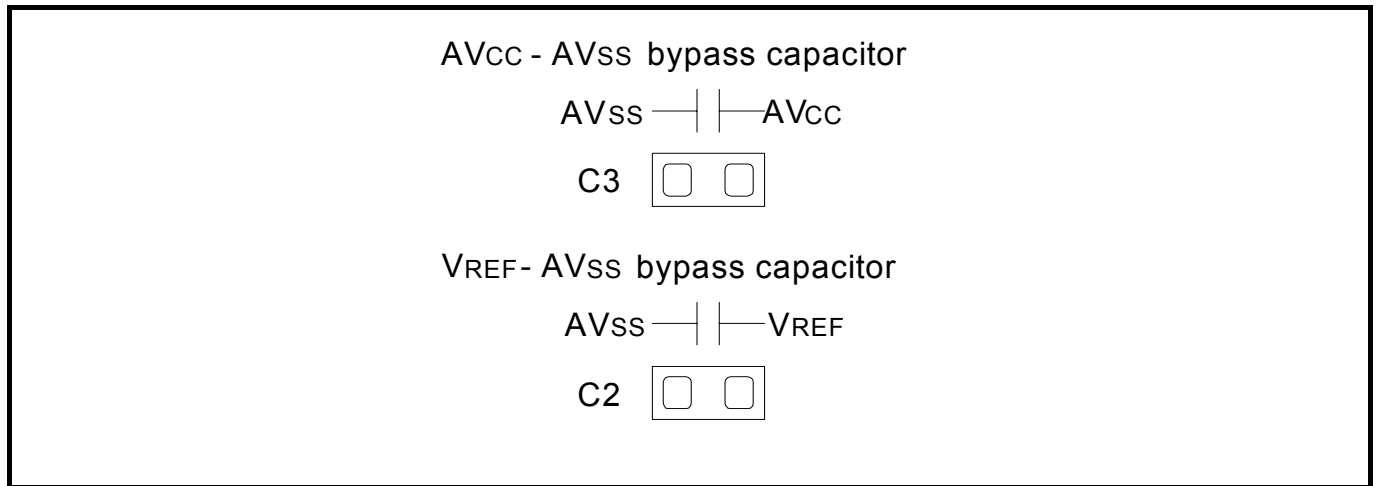 AVCC - AVSS bypass capacitor
AVSS AVCC
C3
VREF- AVSS bypass capacitor
AVSS VREF
C2